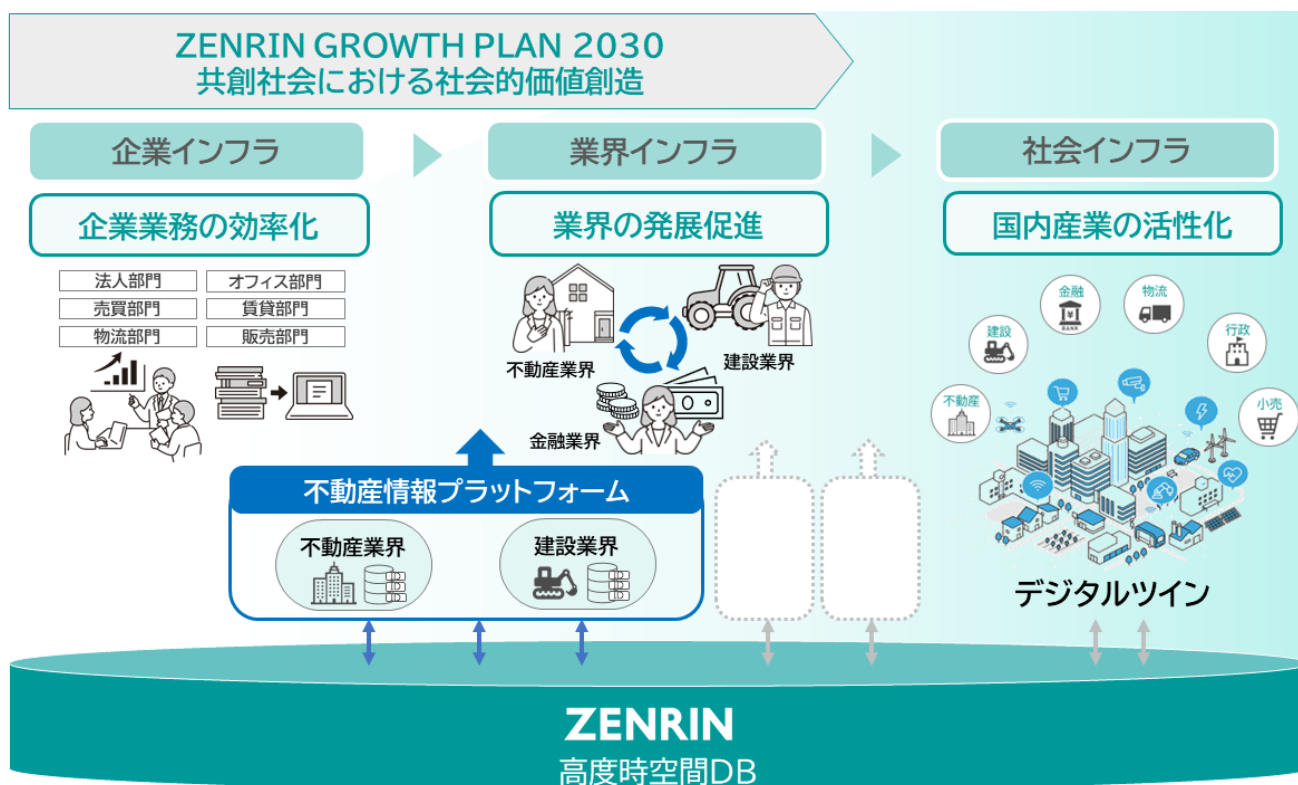 ZENRIN GROWTH PLAN 2030
共創社会における社会的価値創造
企業インフラ
業界インフラ
社会インフラ
企業業務の効率化
業界の発展促進
国内産業の活性化
法人部門
オフィス部門
売買部門
賃貸部門
物流部門
販売部門
不動産業界
建設業界
金融業界
金融
¥
BANK
物流
建設
行政
不動産
小売
デジタルツイン
不動産情報プラットフォーム
不動産業界
建設業界
ZENRIN
高度時空間DB